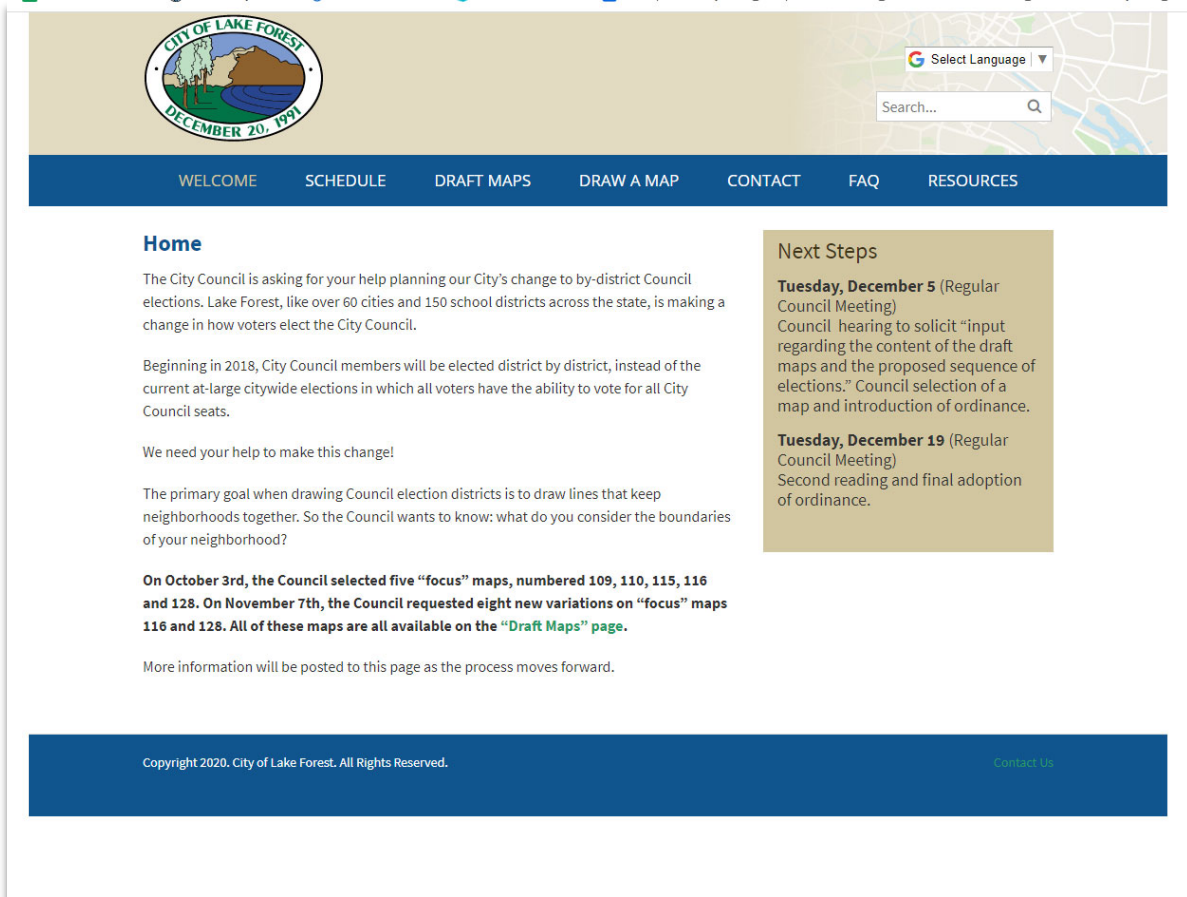 CITY OF LAKE FOREST
DECEMBER 20, 1991
Select Language ▼
Search...
WELCOME SCHEDULE DRAFT MAPS DRAW A MAP CONTACT FAQ RESOURCES
Home
The City Council is asking for your help planning our City’s change to by-district Council
elections. Lake Forest, like over 60 cities and 150 school districts across the state, is making a
change in how voters elect the City Council.
Beginning in 2018, City Council members will be elected district by district, instead of the
current at-large citywide elections in which all voters have the ability to vote for all City
Council seats.
We need your help to make this change!
The primary goal when drawing Council election districts is to draw lines that keep
neighborhoods together. So the Council wants to know: what do you consider the boundaries
of your neighborhood?
On October 3rd, the Council selected five “focus” maps, numbered 109, 110, 115, 116
and 128. On November 7th, the Council requested eight new variations on “focus” maps
116 and 128. All of these maps are all available on the “Draft Maps” page.
More information will be posted to this page as the process moves forward.
Next Steps
Tuesday, December 5 (Regular
Council Meeting)
Council hearing to solicit “input
regarding the content of the draft
maps and the proposed sequence of
elections.” Council selection of a
map and introduction of ordinance.
Tuesday, December 19 (Regular
Council Meeting)
Second reading and final adoption
of ordinance.
Copyright 2020. City of Lake Forest. All Rights Reserved.
Contact Us